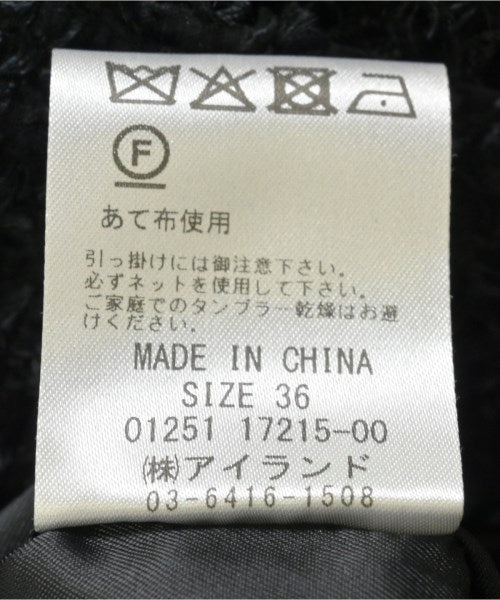 F
あて布使用
引っ掛けには御注意下さい。
必ずネットを使用して下さい。
ご家庭でのタンブラー乾燥はお避
けください。
MADE IN CHINA
SIZE 36
01251 17215-00
㈱アイランド
03-6416-1508